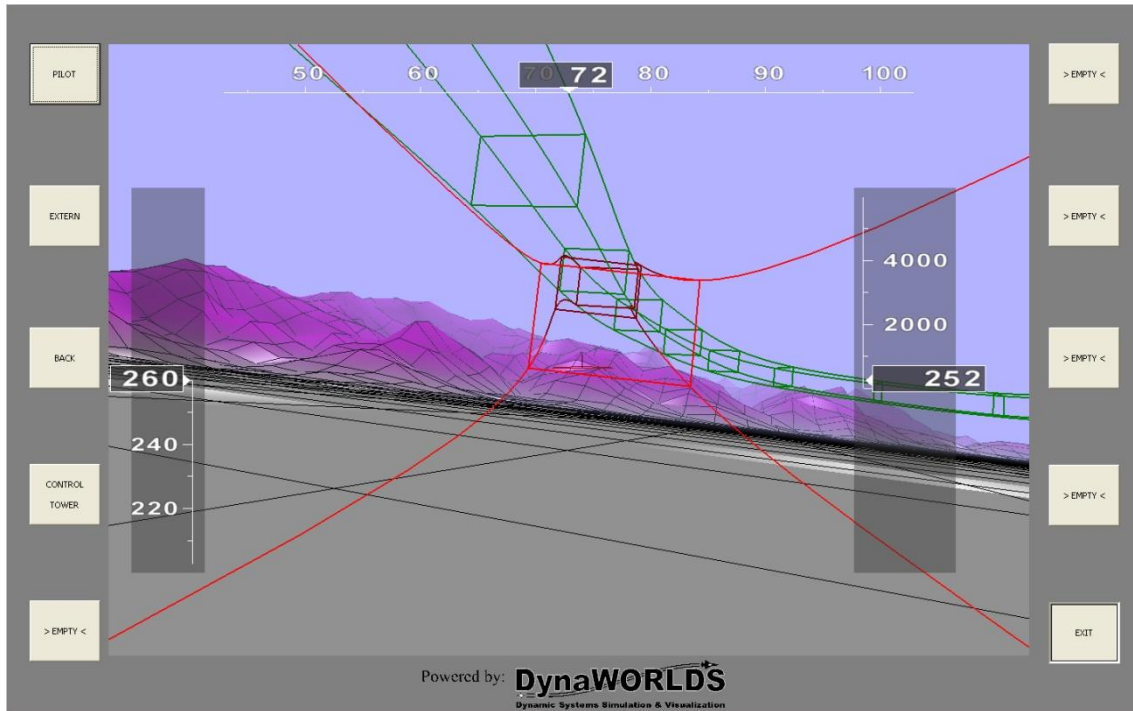 PILOT
EXTERN
BACK
CONTROL
TOWER
> EMPTY <
50 60 70 72 80 90 100
260
240
220
4000
2000
252
> EMPTY <
> EMPTY <
> EMPTY <
> EMPTY <
EXIT
Powered by: DynaWORLDS
Dynamic Systems Simulation & Visualization